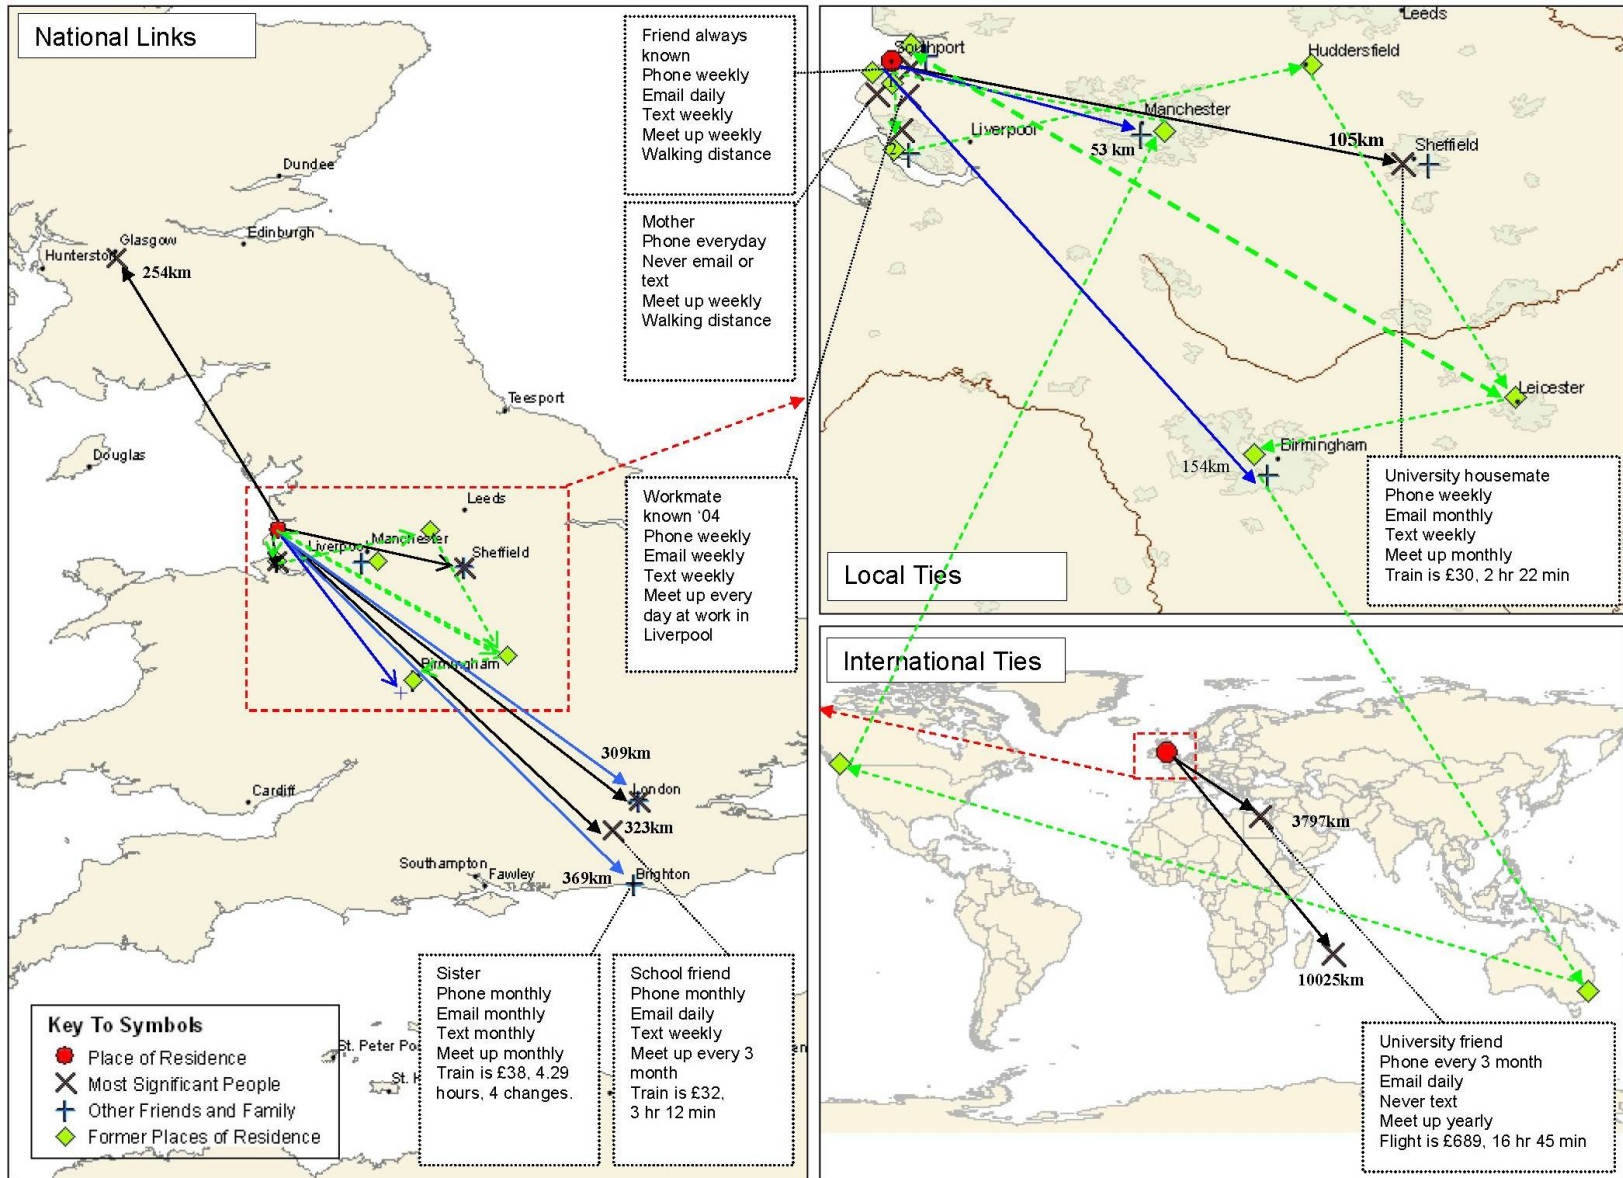 National Links
Dundee
Glasgow
Edinburgh
Hunterston
254km
Teesport
Douglas
Leeds
Liverpool
Manchester
Sheffield
Birmingham
309km
London
323km
Cardiff
Southampton
Fawley
369km
Brighton
Friend always
known
Phone weekly
Email daily
Text weekly
Meet up weekly
Walking distance
Mother
Phone everyday
Never email or
text
Meet up weekly
Walking distance
Workmate
known ‘04
Phone weekly
Email weekly
Text weekly
Meet up every
day at work in
Liverpool
Sister
Phone monthly
Email monthly
Text monthly
Meet up monthly
Train is £38, 4.29
hours, 4 changes.
School friend
Phone monthly
Email daily
Text weekly
Meet up every 3
month
Train is £32,
3 hr 12 min
Key To Symbols
Place of Residence
Most Significant People
Other Friends and Family
Former Places of Residence
St. Peter Po
St. H
en
Leeds
Southport
Huddersfield
1
Manchester
Liverpool
53 km
105km
Sheffield
2
Leicester
Birmingham
154km
University housemate
Phone weekly
Email monthly
Text weekly
Meet up monthly
Train is £30, 2 hr 22 min
Local Ties
International Ties
3797km
10025km
University friend
Phone every 3 month
Email daily
Never text
Meet up yearly
Flight is £689, 16 hr 45 min